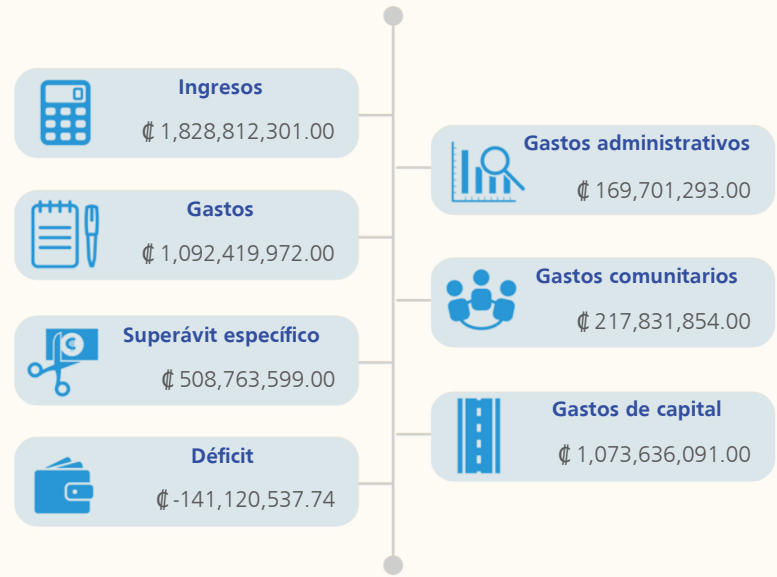 Ingresos
₡ 1,828,812,301.00
Gastos
₡ 1,092,419,972.00
Superávit específico
₡ 508,763,599.00
Déficit
₡ -141,120,537.74
Gastos administrativos
₡ 169,701,293.00
Gastos comunitarios
₡ 217,831,854.00
Gastos de capital
₡ 1,073,636,091.00